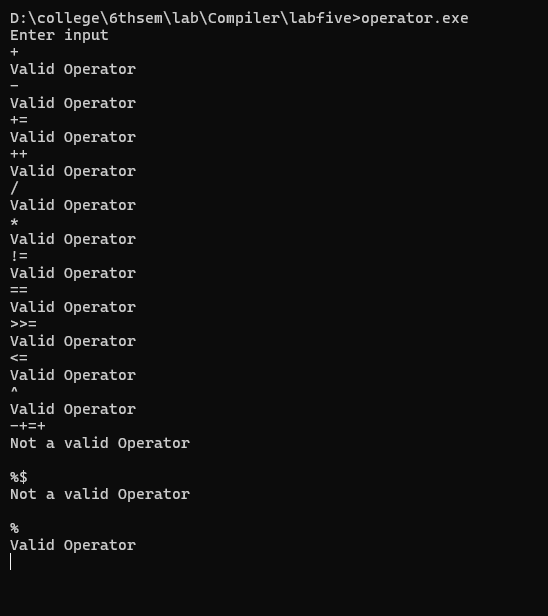 D:\college\6thsem\lab\Compiler\labfive>operator.exe
Enter input
+
Valid Operator
-
Valid Operator
+=
Valid Operator
++
Valid Operator
/
Valid Operator
*
Valid Operator
!=
Valid Operator
==
Valid Operator
>>=
Valid Operator
<=
Valid Operator
^
Valid Operator
-+=+
Not a valid Operator
%$
Not a valid Operator
%
Valid Operator